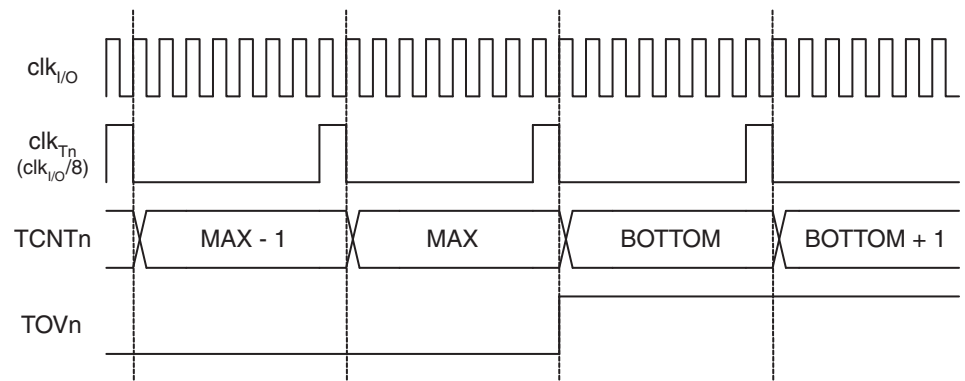 clkI/O
clkTn
(clkI/O/8)
TCNTn MAX - 1 MAX BOTTOM BOTTOM + 1
TOVn